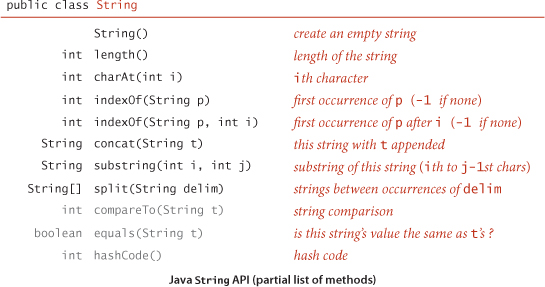 public class String
String() create an empty string
int length() length of the string
int charAt(int i) ith character
int indexOf(String p) first occurrence of p (-1 if none)
int indexOf(String p, int i) first occurrence of p after i (-1 if none)
String concat(String t) this string with t appended
String substring(int i, int j) substring of this string (ith to j-1st chars)
String[] split(String delim) strings between occurrences of delim
int compareTo(String t) string comparison
boolean equals(String t) is this string's value the same as t's ?
int hashCode() hash code
Java String API (partial list of methods)